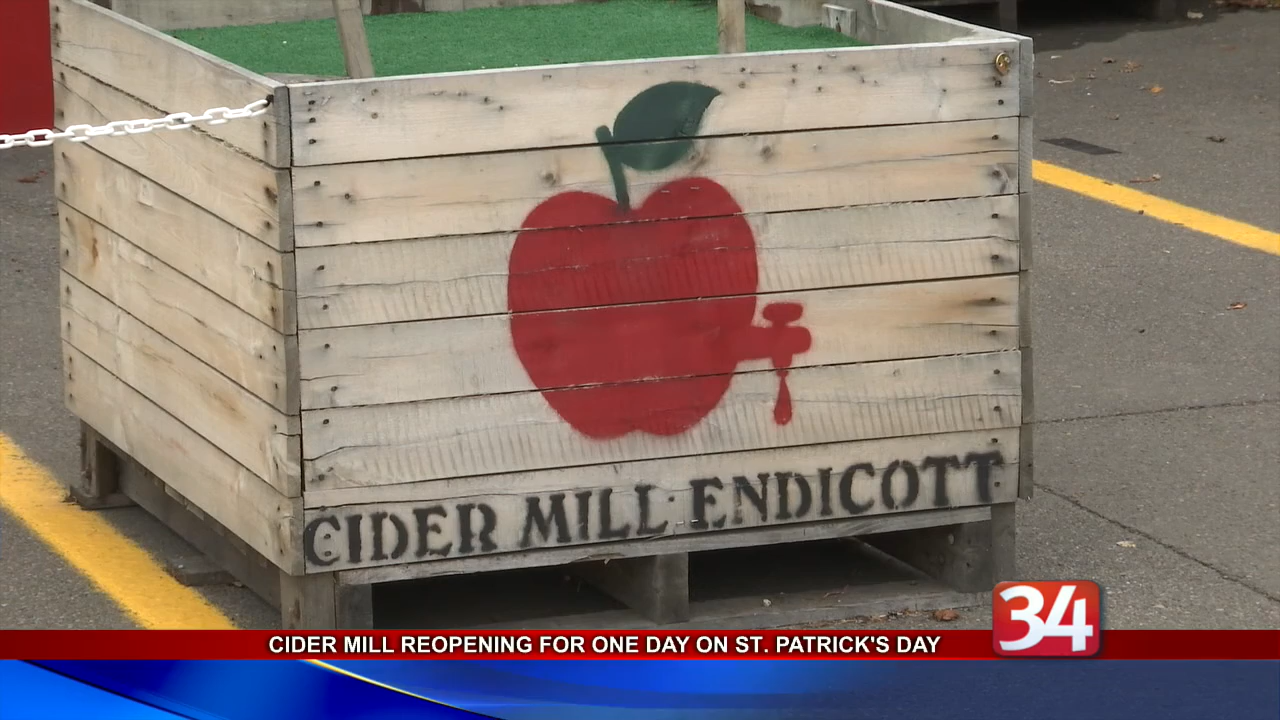 CIDER MILL ENDICOTT
34
CIDER MILL REOPENING FOR ONE DAY ON ST. PATRICK'S DAY